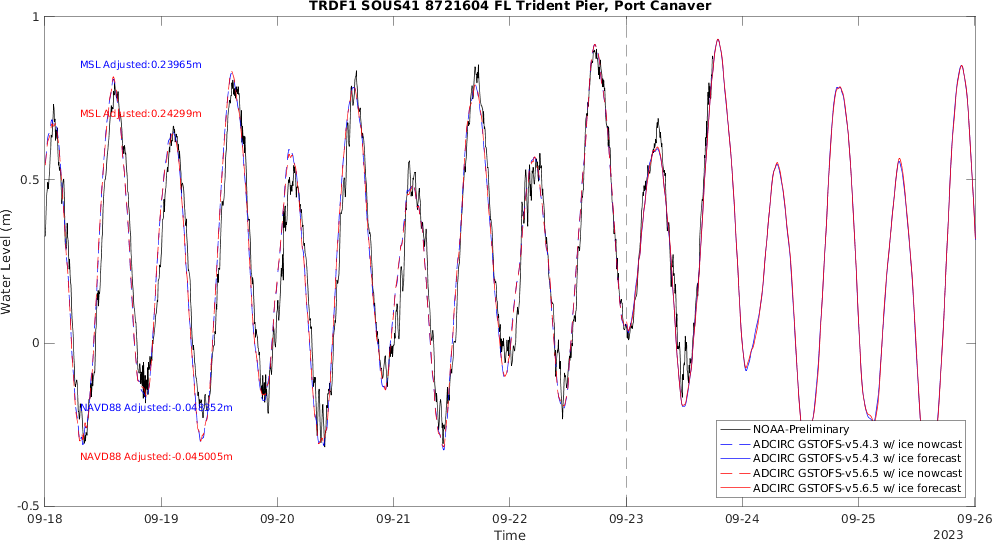 TRDF1 SOUS41 8721604 FL Trident Pier, Port Canaver
1
0.5
0
-0.5
Water Level (m)
MSL Adjusted:0.23965m
MSL Adjusted:0.24299m
NAVD88 Adjusted:-0.045005m
NOAA-Preliminary
ADCIRC GSTOFS-v5.4.3 w/ ice nowcast
ADCIRC GSTOFS-v5.4.3 w/ ice forecast
ADCIRC GSTOFS-v5.6.5 w/ ice nowcast
ADCIRC GSTOFS-v5.6.5 w/ ice forecast
09-18 09-19 09-20 09-21 09-22 09-23 09-24 09-25 09-26
Time
2023